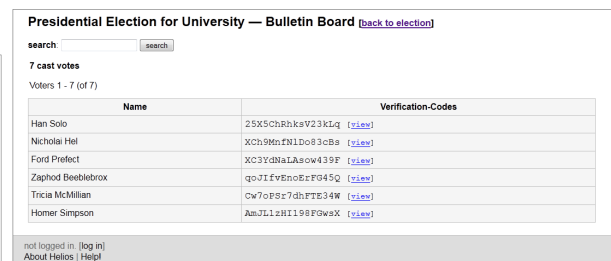 Presidential Election for University — Bulletin Board [back to election]
search: search
7 cast votes
Voters 1 - 7 (of 7)
Name Verification-Codes
Han Solo 25X5ChRhksV23kLq [view]
Nicholai Hel XCh9MnfNlDo83cBs [view]
Ford Prefect XC3YdNaLAsow439F [view]
Zaphod Beeblebrox qoJIfvEnoErFG45Q [view]
Tricia McMillian Cw7oPSr7dhFTE34W [view]
Homer Simpson AmJLlzHI198FGwsX [view]
not logged in. [log in]
About Helios | Help!